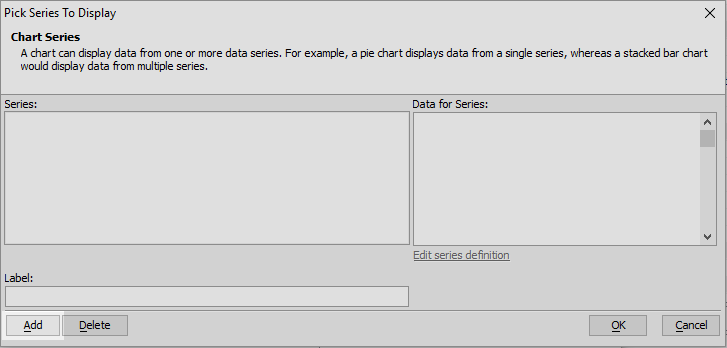 Pick Series To Display
Chart Series
A chart can display data from one or more data series. For example, a pie chart displays data from a single series, whereas a stacked bar chart
would display data from multiple series.
Series:
Data for Series:
Edit series definition
Label:
Add
Delete
OK
Cancel